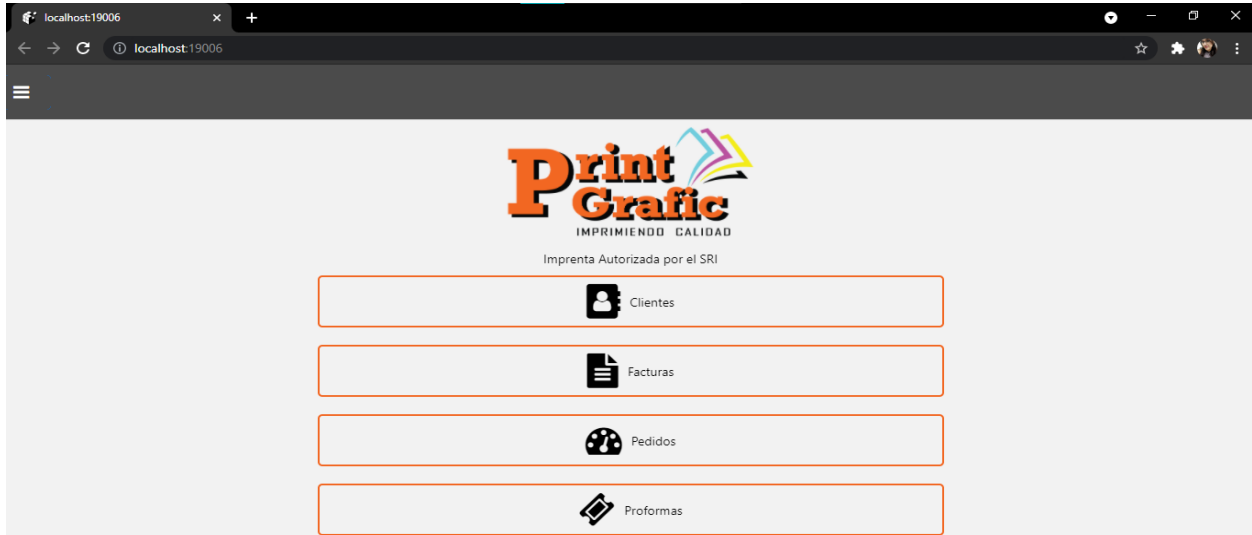 localhost:19006
localhost:19006
Print
Grafic
IMPRIMIENDO CALIDAD
Imprenta Autorizada por el SRI
Clientes
Facturas
Pedidos
Proformas